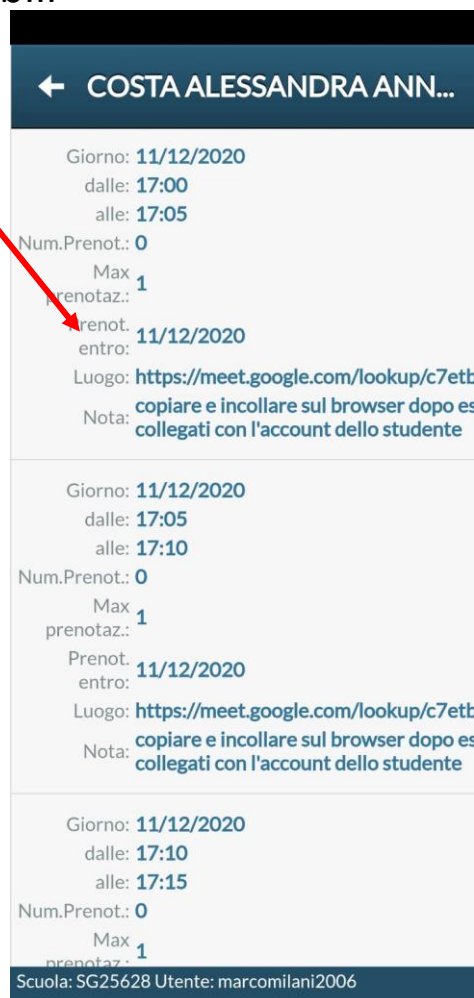 ← COSTA ALESSANDRA ANN...
Giorno: 11/12/2020
dalle: 17:00
alle: 17:05
Num.Prenot.: 0
Max
prenotaz.: 1
Prenot.
entro: 11/12/2020
Luogo: https://meet.google.com/lookup/c7etb
Nota: copiare e incollare sul browser dopo es
collegati con l'account dello studente
Giorno: 11/12/2020
dalle: 17:05
alle: 17:10
Num.Prenot.: 0
Max
prenotaz.: 1
Prenot.
entro: 11/12/2020
Luogo: https://meet.google.com/lookup/c7etb
Nota: copiare e incollare sul browser dopo es
collegati con l'account dello studente
Giorno: 11/12/2020
dalle: 17:10
alle: 17:15
Num.Prenot.: 0
Max
prenotaz.: 1
Scuola: SG25628 Utente: marcomilani2006